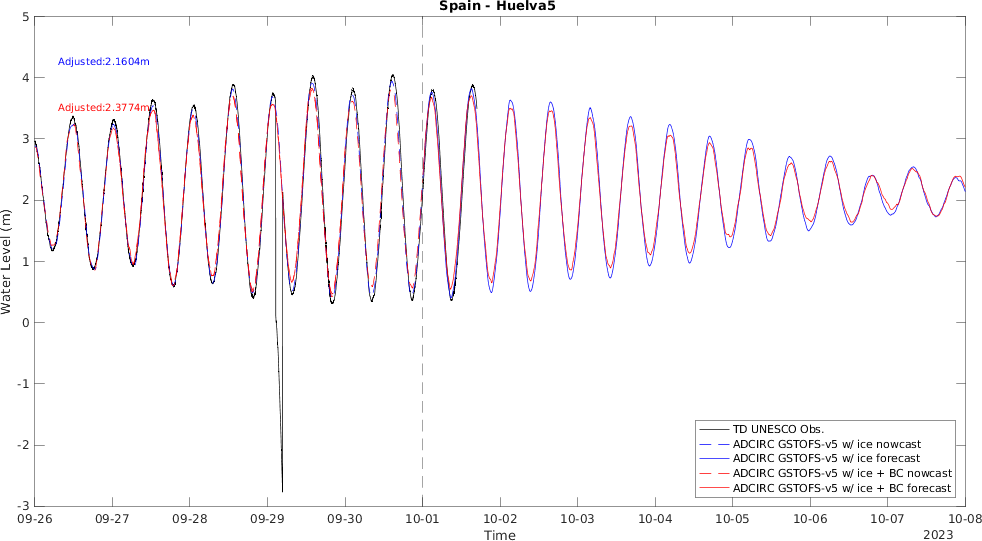 Spain - Huelva5
Adjusted:2.1604m
Adjusted:2.3774m
Water Level (m)
5
4
3
2
1
0
-1
-2
-3
09-26 09-27 09-28 09-29 09-30 10-01 10-02 10-03 10-04 10-05 10-06 10-07 10-08
Time
2023
TD UNESCO Obs.
ADCIRC GSTOFS-v5 w/ ice nowcast
ADCIRC GSTOFS-v5 w/ ice forecast
ADCIRC GSTOFS-v5 w/ ice + BC nowcast
ADCIRC GSTOFS-v5 w/ ice + BC forecast